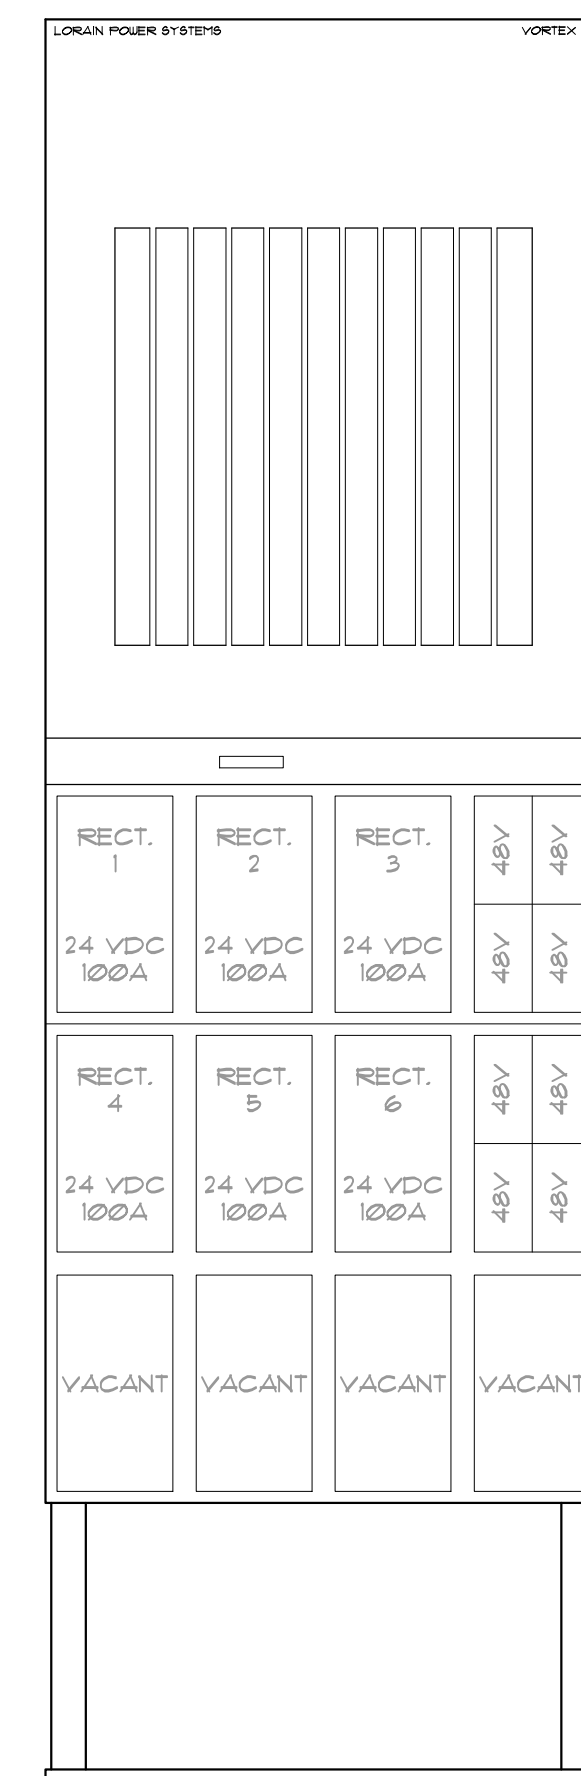 LORAIN POWER SYSTEMS VORTEX
RECT. RECT. RECT. 48V 48V
1 2 3
24 VDC 24 VDC 24 VDC 48V 48V
100A 100A 100A
RECT. RECT. RECT. 48V 48V
4 5 6
24 VDC 24 VDC 24 VDC 48V 48V
100A 100A 100A
VACANT VACANT VACANT VACANT